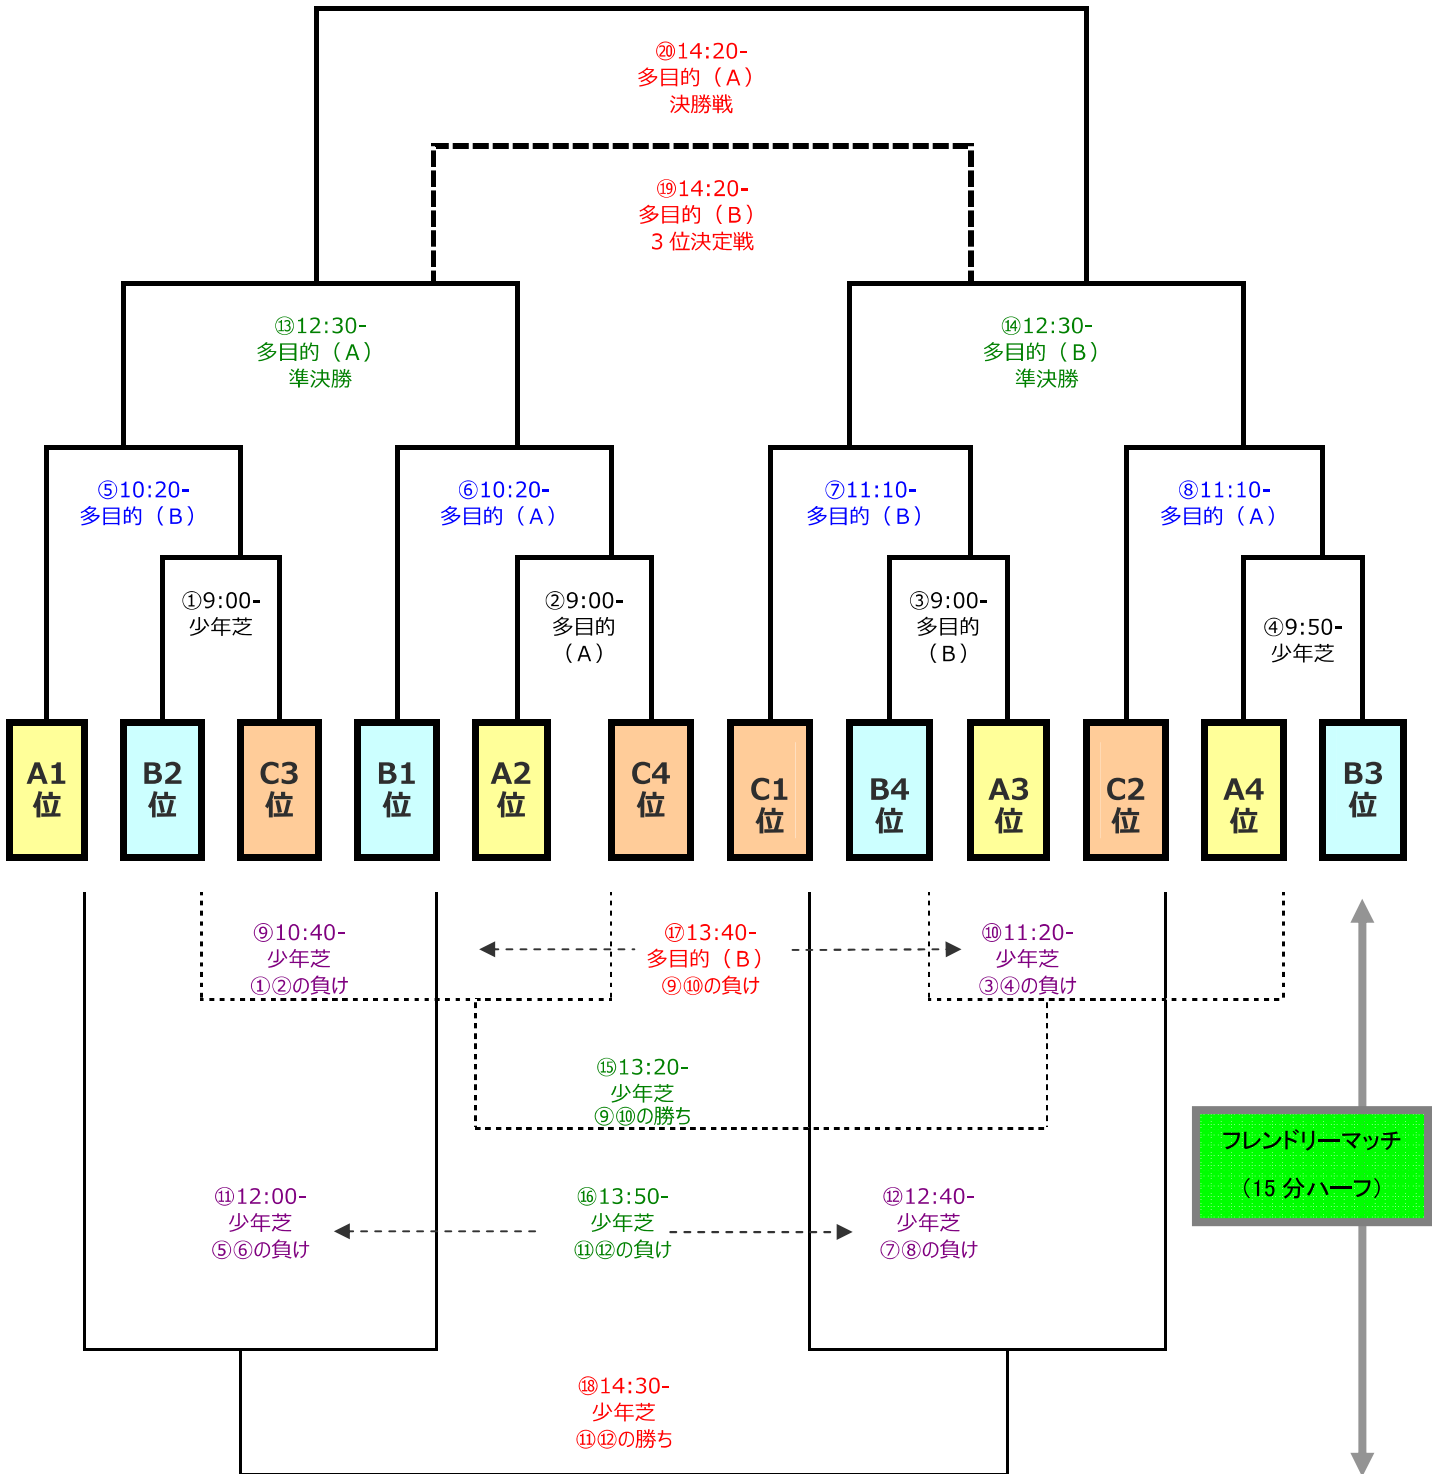 ⑳14:20-
多目的（A）
決勝戦
⑲14:20-
多目的（B）
3 位決定戦
⑬12:30-
多目的（A）
準決勝
⑭12:30-
多目的（B）
準決勝
⑤10:20-
多目的（B）
⑥10:20-
多目的（A）
⑦11:10-
多目的（B）
⑧11:10-
多目的（A）
①9:00-
少年芝
②9:00-
多目的
（A）
③9:00-
多目的
（B）
④9:50-
少年芝
A1
位
B2
位
C3
位
B1
位
A2
位
C4
位
C1
位
B4
位
A3
位
C2
位
A4
位
B3
位
⑨10:40-
少年芝
①②の負け
⑰13:40-
多目的（B）
⑨⑩の負け
⑩11:20-
少年芝
③④の負け
⑮13:20-
少年芝
⑨⑩の勝ち
フレンドリーマッチ
（15 分ハーフ）
⑪12:00-
少年芝
⑤⑥の負け
⑯13:50-
少年芝
⑪⑫の負け
⑫12:40-
少年芝
⑦⑧の負け
⑱14:30-
少年芝
⑪⑫の勝ち